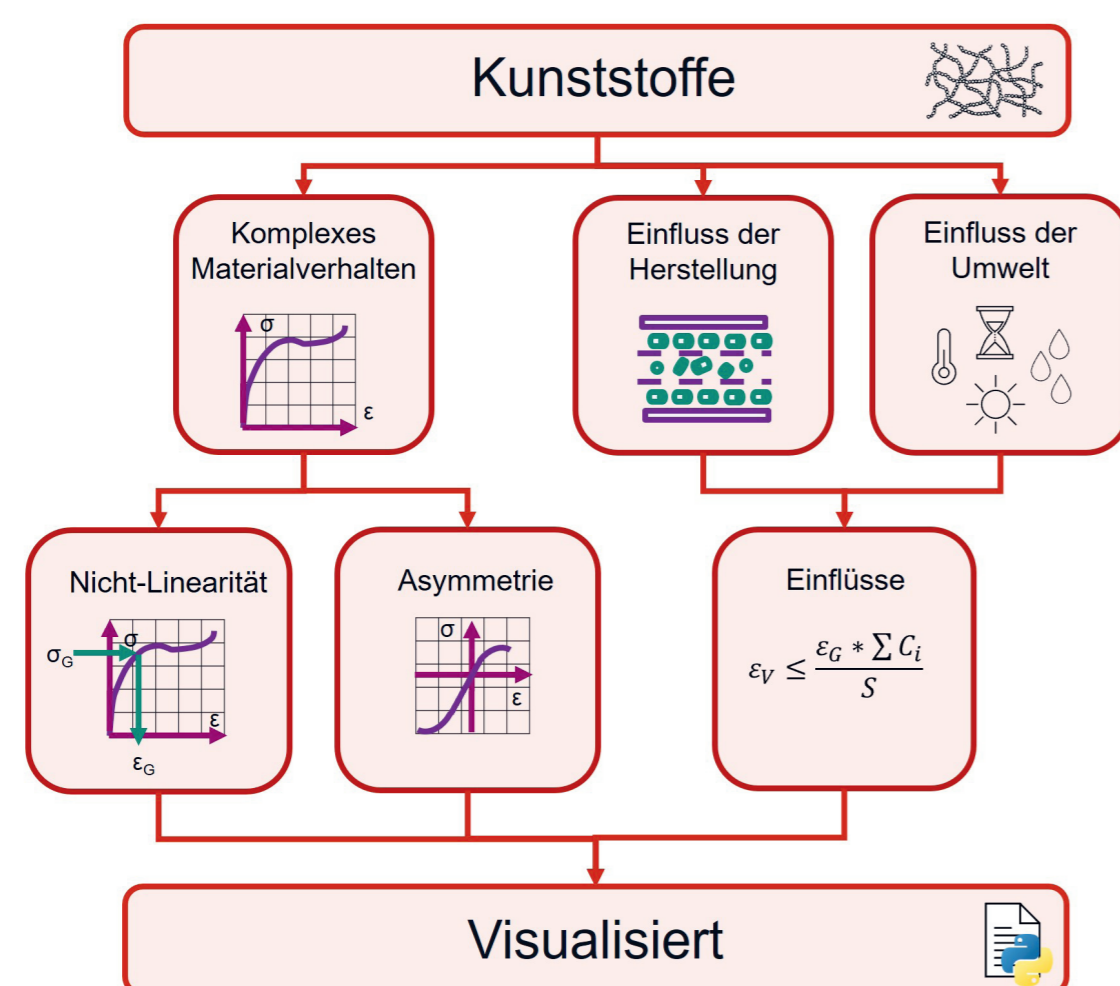 Kunststoffe
Komplexes
Materialverhalten
σ
ε
Einfluss der
Herstellung
Einfluss der
Umwelt
Nicht-Linearität
σ
σ_G
ε
ε_G
Asymmetrie
σ
ε
Einflüsse
ε_V ≤ (ε_G * ∑ C_i) / S
Visualisiert